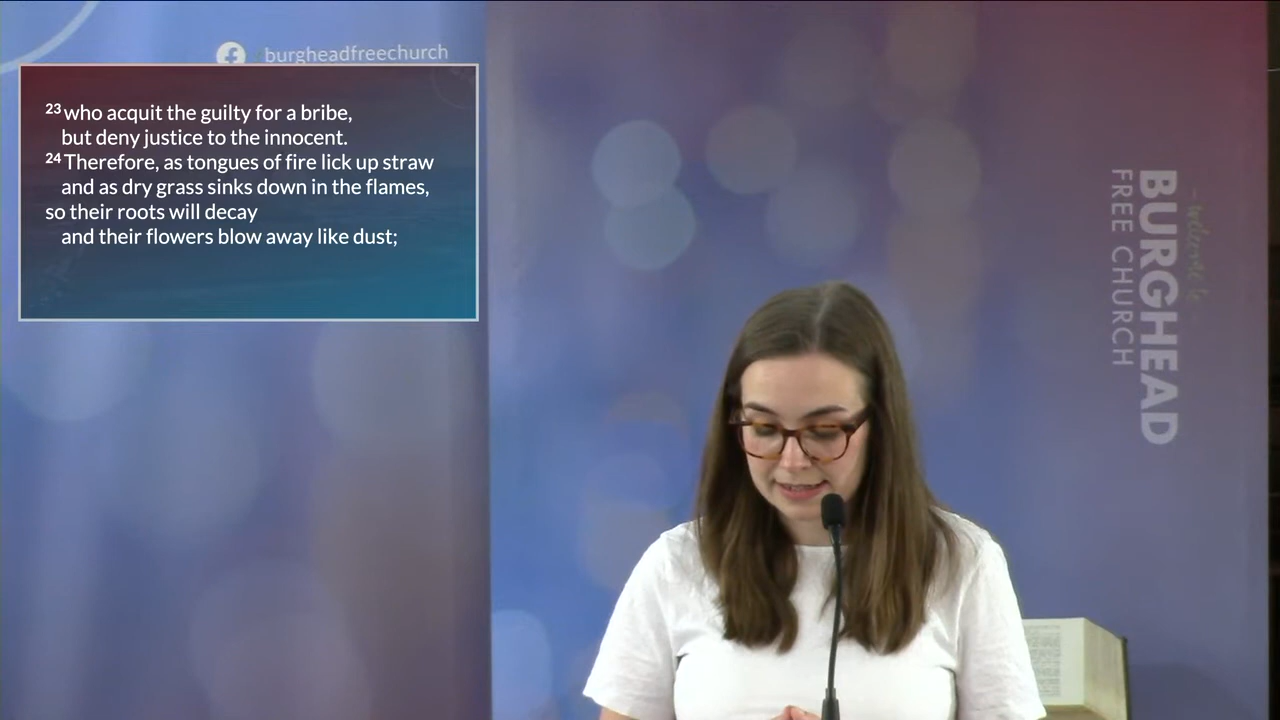 burgheadfreechurch
23 who acquit the guilty for a bribe,
but deny justice to the innocent.
24 Therefore, as tongues of fire lick up straw
and as dry grass sinks down in the flames,
so their roots will decay
and their flowers blow away like dust;
- welcome to -
BURGHEAD
FREE CHURCH